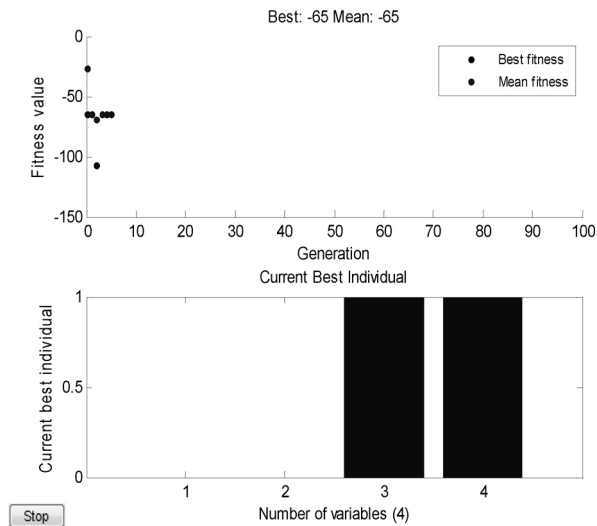 Best: -65 Mean: -65
0
-50
-100
-150
Fitness value
Best fitness
Mean fitness
0 10 20 30 40 50 60 70 80 90 100
Generation
Current Best Individual
1
0.5
0
Current best individual
1 2 3 4
Number of variables (4)
Stop